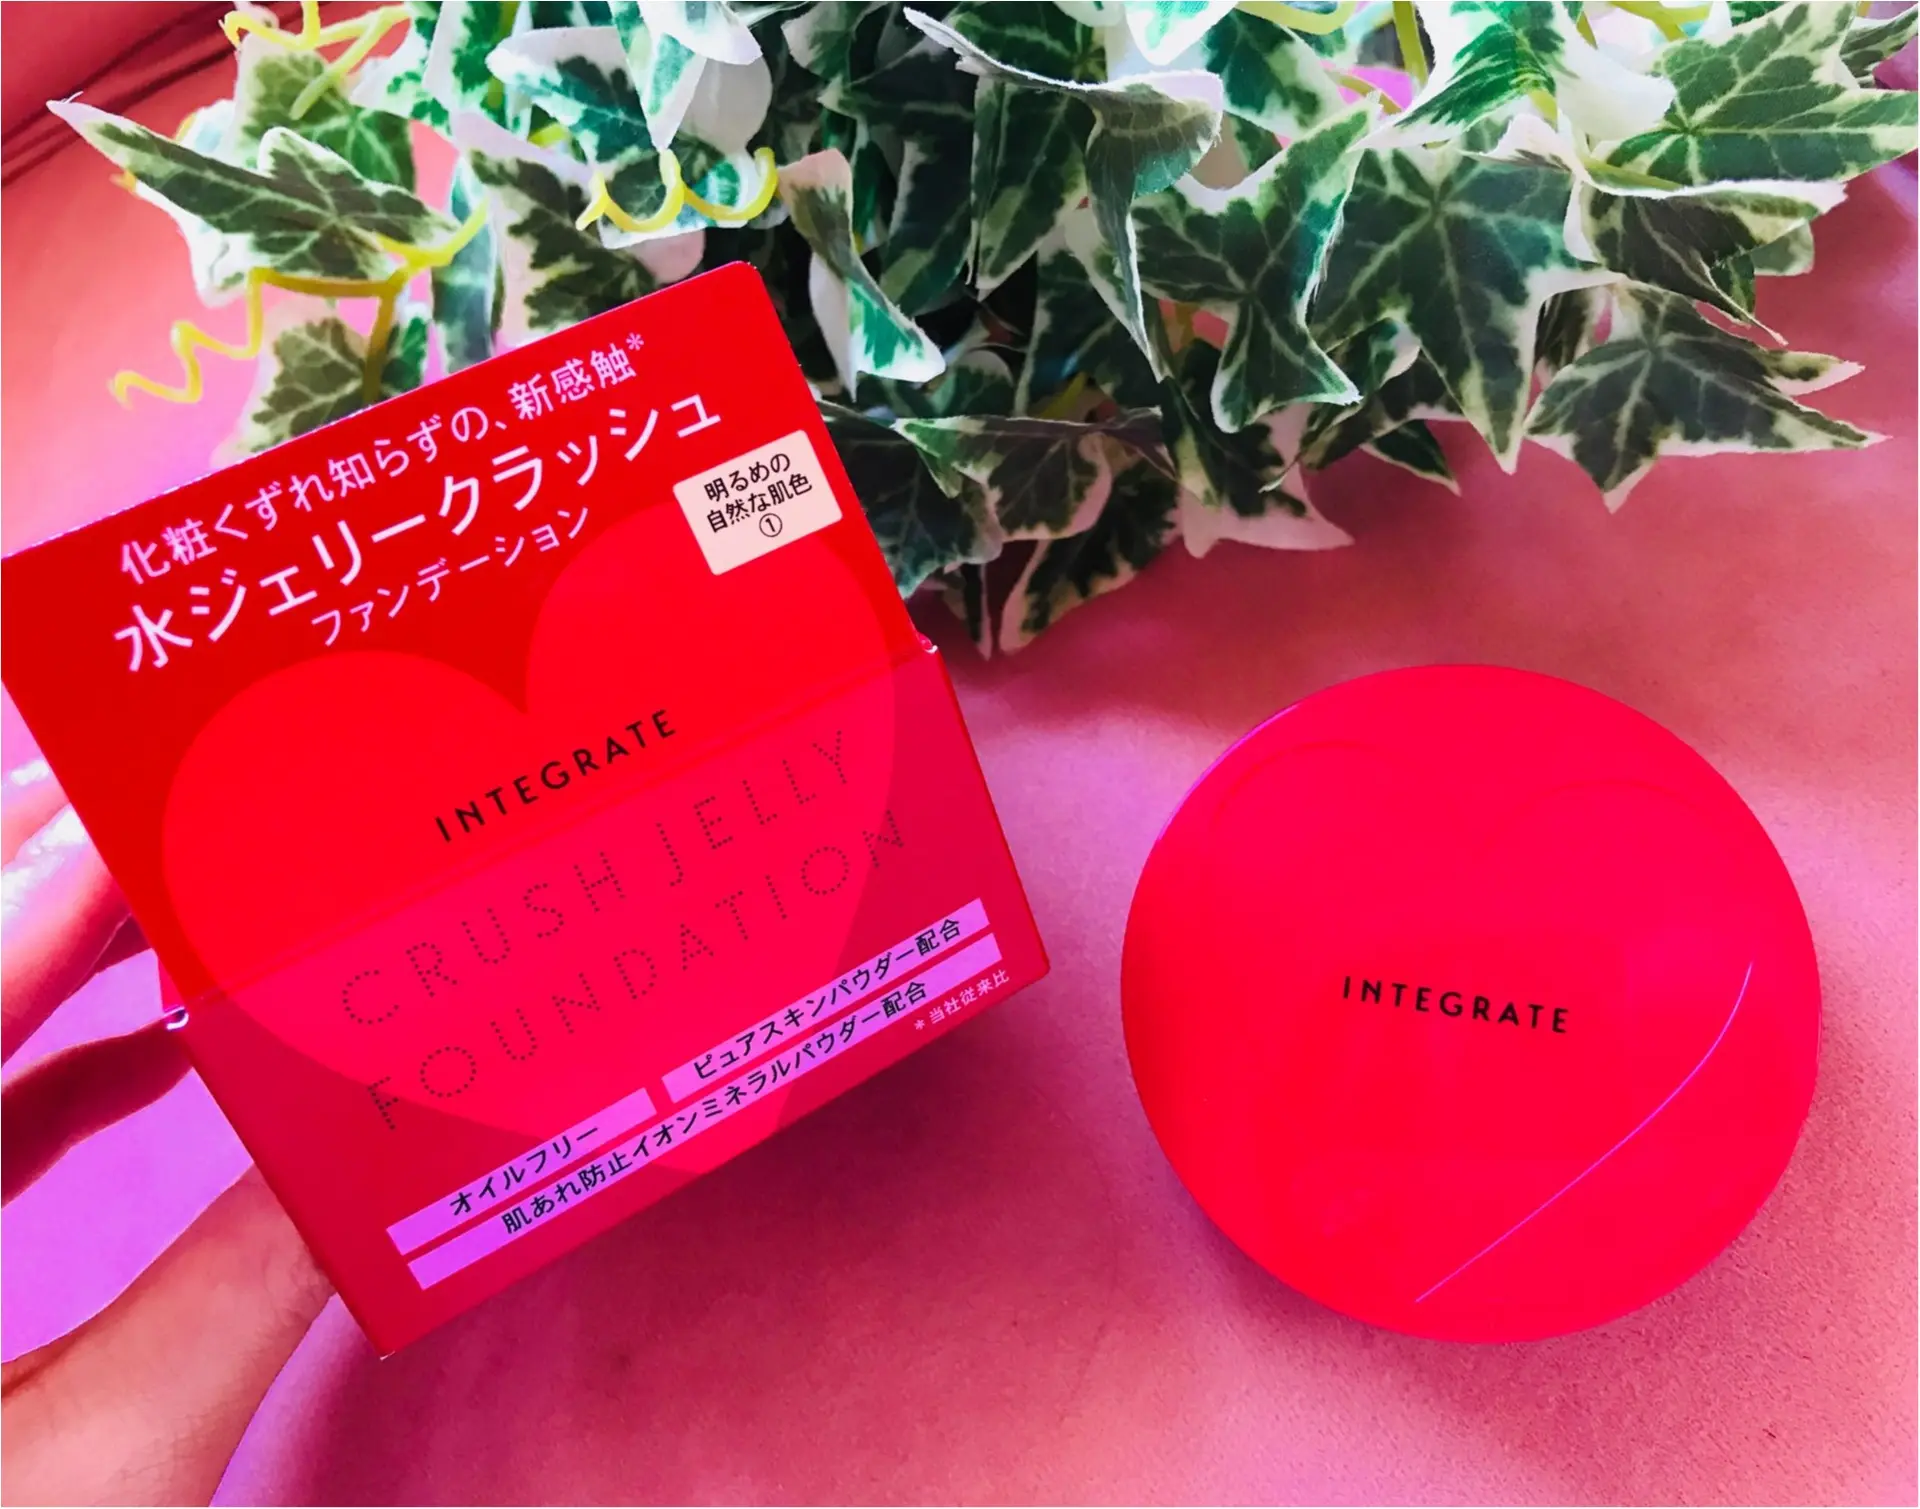 化粧くずれ知らずの、新感触*
水ジェリークラッシュ
ファンデーション
明るめの
自然な肌色
①
INTEGRATE
CRUSH JELLY
FOUNDATION
オイルフリー
ピュアスキンパウダー配合
肌あれ防止イオンミネラルパウダー配合
*当社従来比
INTEGRATE